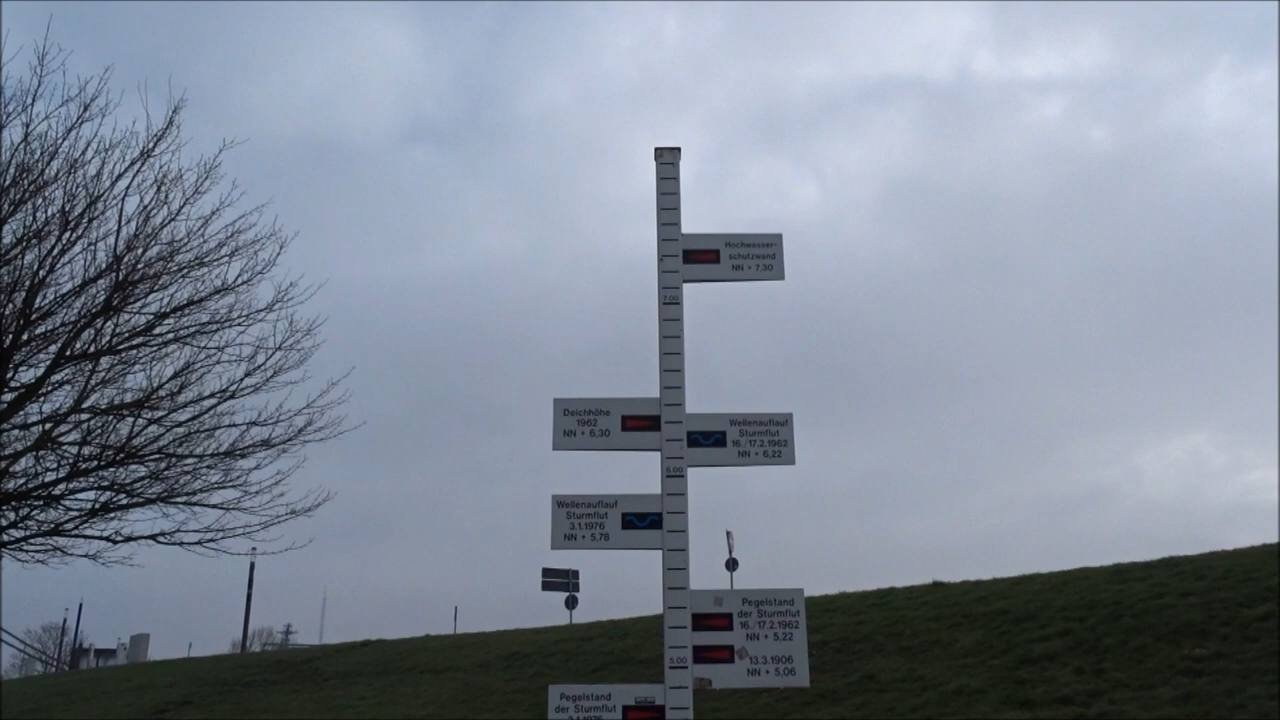 Hochwasser-
schutzwand
NN + 7,30
7.00
Deichhöhe
1962
NN + 6,30
Wellenauflauf
Sturmflut
16./17.2.1962
NN + 6,22
6.00
Wellenauflauf
Sturmflut
3.1.1976
NN + 5,78
Pegelstand
der Sturmflut
16./17.2.1962
NN + 5,22
13.3.1906
NN + 5,06
5.00
Pegelstand
der Sturmflut